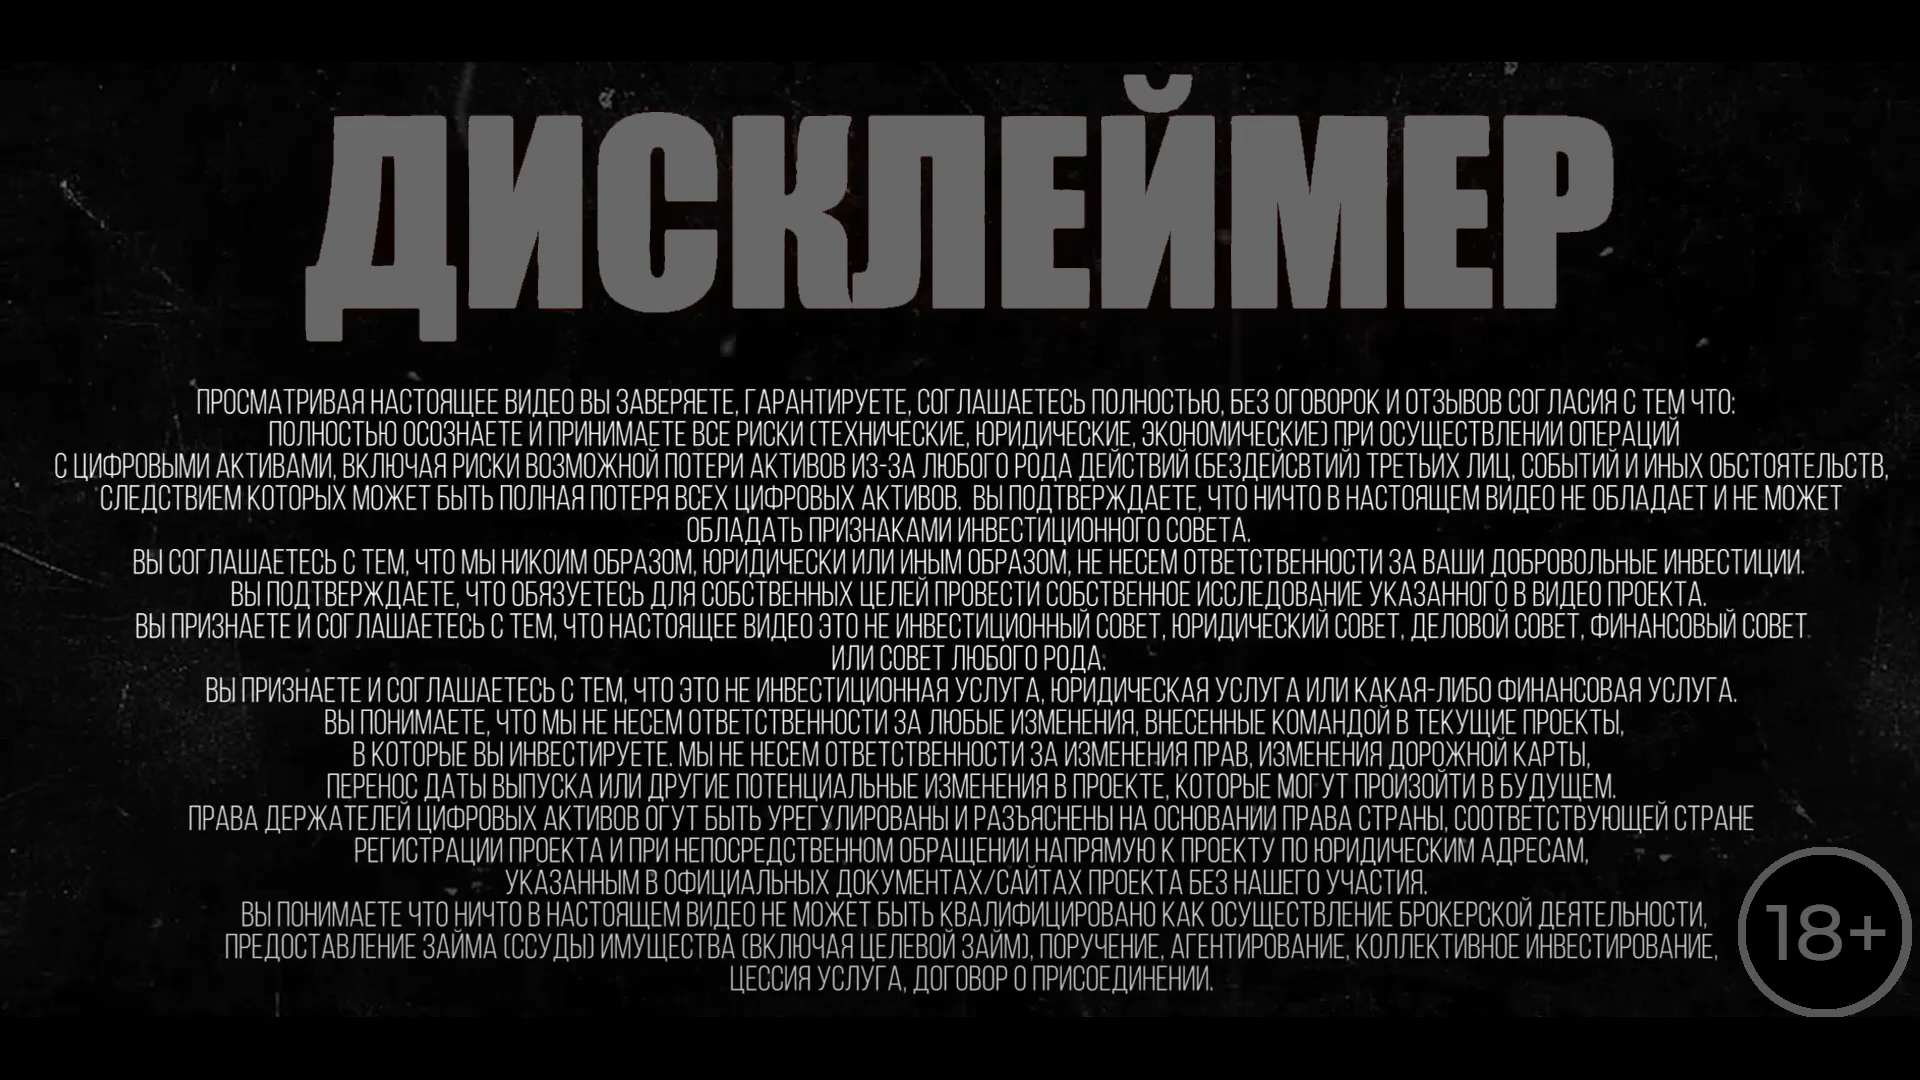 ДИСКЛЕЙМЕР
ПРОСМАТРИВАЯ НАСТОЯЩЕЕ ВИДЕО ВЫ ЗАВЕРЯЕТЕ, ГАРАНТИРУЕТЕ, СОГЛАШАЕТЕСЬ ПОЛНОСТЬЮ, БЕЗ ОГОВОРОК И ОТЗЫВОВ СОГЛАСИЯ С ТЕМ ЧТО:
ПОЛНОСТЬЮ ОСОЗНАЕТЕ И ПРИНИМАЕТЕ ВСЕ РИСКИ (ТЕХНИЧЕСКИЕ, ЮРИДИЧЕСКИЕ, ЭКОНОМИЧЕСКИЕ) ПРИ ОСУЩЕСТВЛЕНИИ ОПЕРАЦИЙ
С ЦИФРОВЫМИ АКТИВАМИ, ВКЛЮЧАЯ РИСКИ ВОЗМОЖНОЙ ПОТЕРИ АКТИВОВ ИЗ-ЗА ЛЮБОГО РОДА ДЕЙСТВИЙ (БЕЗДЕЙСВТИЙ) ТРЕТЬИХ ЛИЦ, СОБЫТИЙ И ИНЫХ ОБСТОЯТЕЛЬСТВ,
СЛЕДСТВИЕМ КОТОРЫХ МОЖЕТ БЫТЬ ПОЛНАЯ ПОТЕРЯ ВСЕХ ЦИФРОВЫХ АКТИВОВ. ВЫ ПОДТВЕРЖДАЕТЕ, ЧТО НИЧТО В НАСТОЯЩЕМ ВИДЕО НЕ ОБЛАДАЕТ И НЕ МОЖЕТ
ОБЛАДАТЬ ПРИЗНАКАМИ ИНВЕСТИЦИОННОГО СОВЕТА.
ВЫ СОГЛАШАЕТЕСЬ С ТЕМ, ЧТО МЫ НИКОИМ ОБРАЗОМ, ЮРИДИЧЕСКИ ИЛИ ИНЫМ ОБРАЗОМ, НЕ НЕСЕМ ОТВЕТСТВЕННОСТИ ЗА ВАШИ ДОБРОВОЛЬНЫЕ ИНВЕСТИЦИИ.
ВЫ ПОДТВЕРЖДАЕТЕ, ЧТО ОБЯЗУЕТЕСЬ ДЛЯ СОБСТВЕННЫХ ЦЕЛЕЙ ПРОВЕСТИ СОБСТВЕННОЕ ИССЛЕДОВАНИЕ УКАЗАННОГО В ВИДЕО ПРОЕКТА.
ВЫ ПРИЗНАЕТЕ И СОГЛАШАЕТЕСЬ С ТЕМ, ЧТО НАСТОЯЩЕЕ ВИДЕО ЭТО НЕ ИНВЕСТИЦИОННЫЙ СОВЕТ, ЮРИДИЧЕСКИЙ СОВЕТ, ДЕЛОВОЙ СОВЕТ, ФИНАНСОВЫЙ СОВЕТ
ИЛИ СОВЕТ ЛЮБОГО РОДА.
ВЫ ПРИЗНАЕТЕ И СОГЛАШАЕТЕСЬ С ТЕМ, ЧТО ЭТО НЕ ИНВЕСТИЦИОННАЯ УСЛУГА, ЮРИДИЧЕСКАЯ УСЛУГА ИЛИ КАКАЯ-ЛИБО ФИНАНСОВАЯ УСЛУГА.
ВЫ ПОНИМАЕТЕ, ЧТО МЫ НЕ НЕСЕМ ОТВЕТСТВЕННОСТИ ЗА ЛЮБЫЕ ИЗМЕНЕНИЯ, ВНЕСЕННЫЕ КОМАНДОЙ В ТЕКУЩИЕ ПРОЕКТЫ,
В КОТОРЫЕ ВЫ ИНВЕСТИРУЕТЕ. МЫ НЕ НЕСЕМ ОТВЕТСТВЕННОСТИ ЗА ИЗМЕНЕНИЯ ПРАВ, ИЗМЕНЕНИЯ ДОРОЖНОЙ КАРТЫ,
ПЕРЕНОС ДАТЫ ВЫПУСКА ИЛИ ДРУГИЕ ПОТЕНЦИАЛЬНЫЕ ИЗМЕНЕНИЯ В ПРОЕКТЕ, КОТОРЫЕ МОГУТ ПРОИЗОЙТИ В БУДУЩЕМ.
ПРАВА ДЕРЖАТЕЛЕЙ ЦИФРОВЫХ АКТИВОВ ОГУТ БЫТЬ УРЕГУЛИРОВАНЫ И РАЗЪЯСНЕНЫ НА ОСНОВАНИИ ПРАВА СТРАНЫ, СООТВЕТСТВУЮЩЕЙ СТРАНЕ
РЕГИСТРАЦИИ ПРОЕКТА И ПРИ НЕПОСРЕДСТВЕННОМ ОБРАЩЕНИИ НАПРЯМУЮ К ПРОЕКТУ ПО ЮРИДИЧЕСКИМ АДРЕСАМ,
УКАЗАННЫМ В ОФИЦИАЛЬНЫХ ДОКУМЕНТАХ/САЙТАХ ПРОЕКТА БЕЗ НАШЕГО УЧАСТИЯ.
ВЫ ПОНИМАЕТЕ ЧТО НИЧТО В НАСТОЯЩЕМ ВИДЕО НЕ МОЖЕТ БЫТЬ КВАЛИФИЦИРОВАНО КАК ОСУЩЕСТВЛЕНИЕ БРОКЕРСКОЙ ДЕЯТЕЛЬНОСТИ,
ПРЕДОСТАВЛЕНИЕ ЗАЙМА (ССУДЫ) ИМУЩЕСТВА (ВКЛЮЧАЯ ЦЕЛЕВОЙ ЗАЙМ), ПОРУЧЕНИЕ, АГЕНТИРОВАНИЕ, КОЛЛЕКТИВНОЕ ИНВЕСТИРОВАНИЕ,
ЦЕССИЯ УСЛУГА, ДОГОВОР О ПРИСОЕДИНЕНИИ.
18+